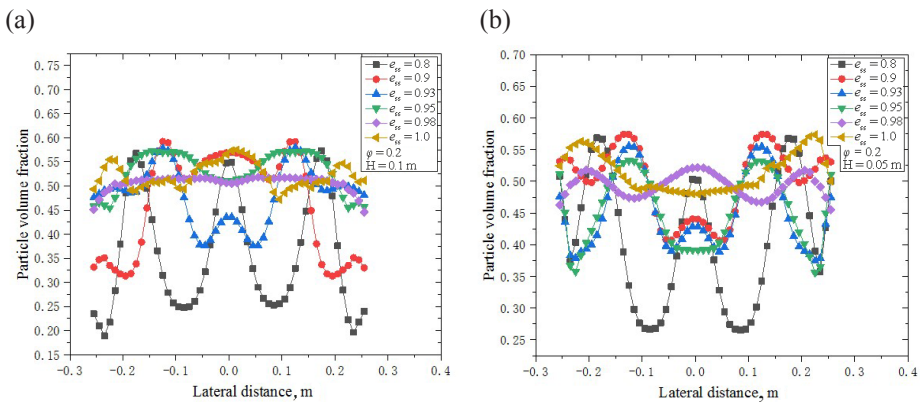 (a)
0.75
0.70
0.65
0.60
0.55
0.50
0.45
0.40
0.35
0.30
0.25
0.20
0.15
Particle volume fraction
-0.3 -0.2 -0.1 0.0 0.1 0.2 0.3 0.4
Lateral distance, m
e_ss = 0.8
e_ss = 0.9
e_ss = 0.93
e_ss = 0.95
e_ss = 0.98
e_ss = 1.0
φ = 0.2
H = 0.1 m
(b)
0.70
0.65
0.60
0.55
0.50
0.45
0.40
0.35
0.30
0.25
Particle volume fraction
-0.3 -0.2 -0.1 0.0 0.1 0.2 0.3 0.4
Lateral distance, m
e_ss = 0.8
e_ss = 0.9
e_ss = 0.93
e_ss = 0.95
e_ss = 0.98
e_ss = 1.0
φ = 0.2
H = 0.05 m